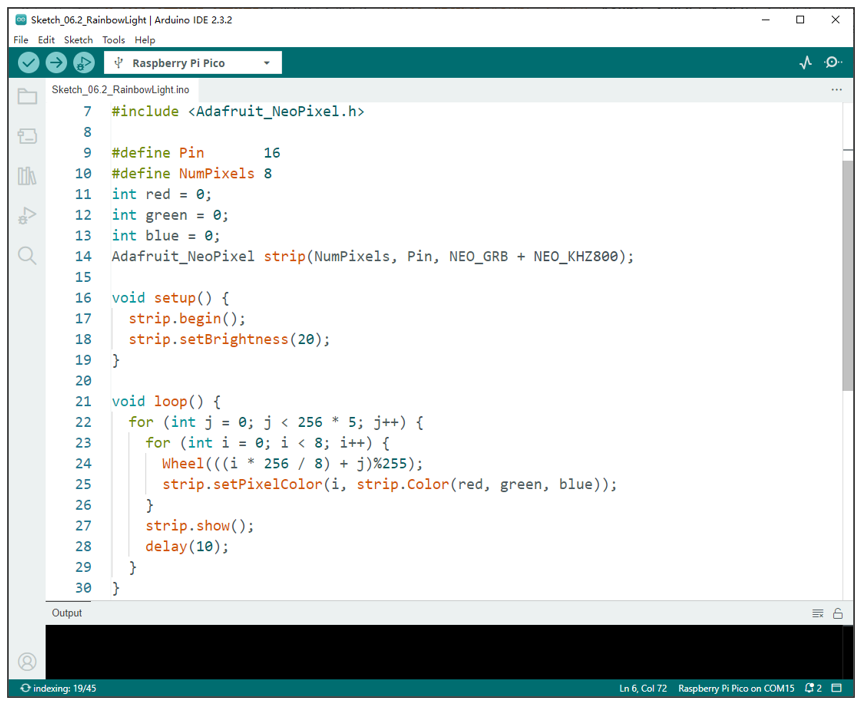 Sketch_06.2_RainbowLight | Arduino IDE 2.3.2
File Edit Sketch Tools Help
Raspberry Pi Pico
Sketch_06.2_RainbowLight.ino
7 #include <Adafruit_NeoPixel.h>
8
9 #define Pin       16
10 #define NumPixels 8
11 int red = 0;
12 int green = 0;
13 int blue = 0;
14 Adafruit_NeoPixel strip(NumPixels, Pin, NEO_GRB + NEO_KHZ800);
15
16 void setup() {
17   strip.begin();
18   strip.setBrightness(20);
19 }
20
21 void loop() {
22   for (int j = 0; j < 256 * 5; j++) {
23     for (int i = 0; i < 8; i++) {
24       Wheel(((i * 256 / 8) + j)%255);
25       strip.setPixelColor(i, strip.Color(red, green, blue));
26     }
27     strip.show();
28     delay(10);
29   }
30 }
Output
indexing: 19/45 Ln 6, Col 72 Raspberry Pi Pico on COM15 2